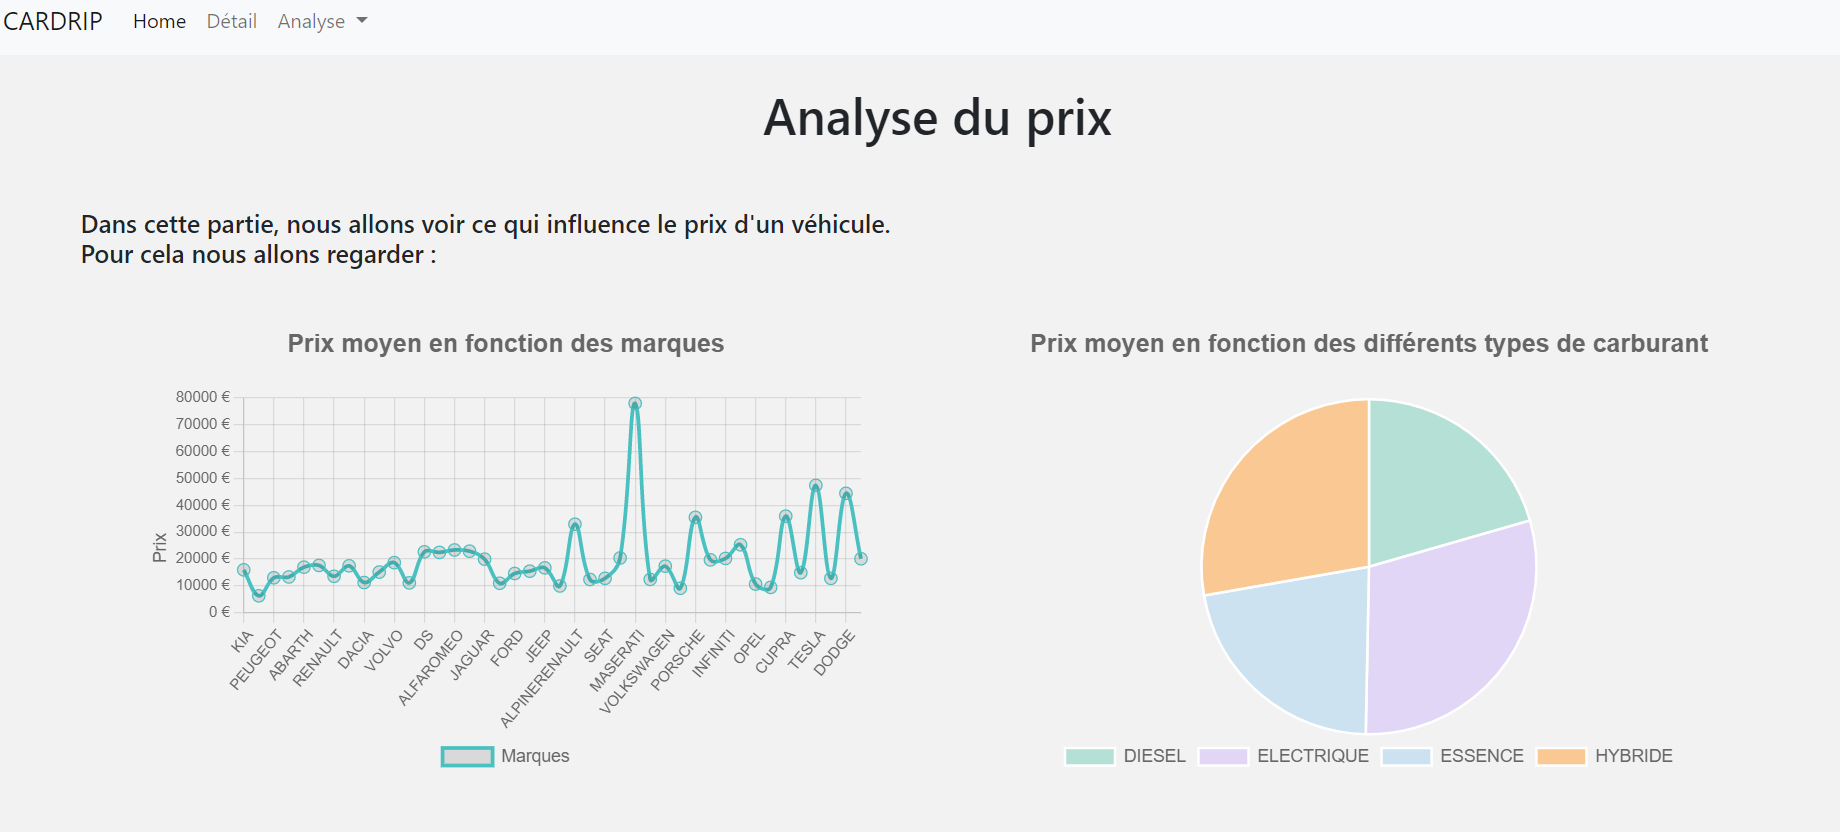 CARDRIP Home Détail Analyse
Analyse du prix
Dans cette partie, nous allons voir ce qui influence le prix d'un véhicule.
Pour cela nous allons regarder :
Prix moyen en fonction des marques
80000 €
70000 €
60000 €
50000 €
40000 €
30000 €
20000 €
10000 €
0 €
Prix
KIA
PEUGEOT
ABARTH
RENAULT
DACIA
VOLVO
DS
ALFAROMEO
JAGUAR
FORD
JEEP
ALPINERENAULT
SEAT
MASERATI
VOLKSWAGEN
PORSCHE
INFINITI
OPEL
CUPRA
TESLA
DODGE
Marques
Prix moyen en fonction des différents types de carburant
DIESEL ELECTRIQUE ESSENCE HYBRIDE